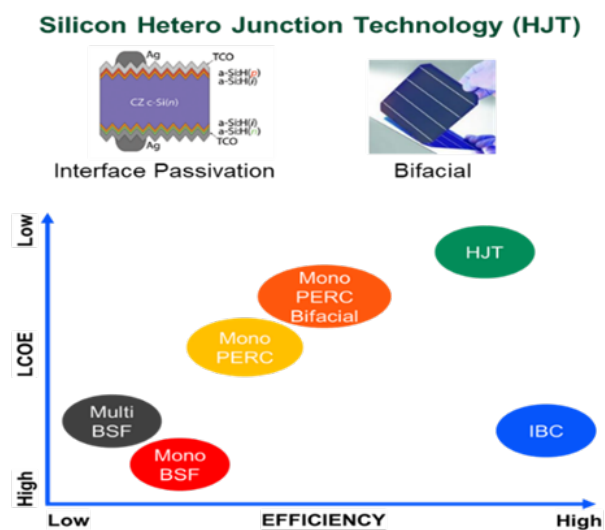 Silicon Hetero Junction Technology (HJT)
Ag
TCO
a-Si:H(p)
a-Si:H(i)
CZ c-Si(n)
a-Si:H(i)
a-Si:H(n)
TCO
Ag
Interface Passivation
Bifacial
Low
LCOE
High
HJT
Mono
PERC
Bifacial
Mono
PERC
Multi
BSF
Mono
BSF
IBC
Low
EFFICIENCY
High